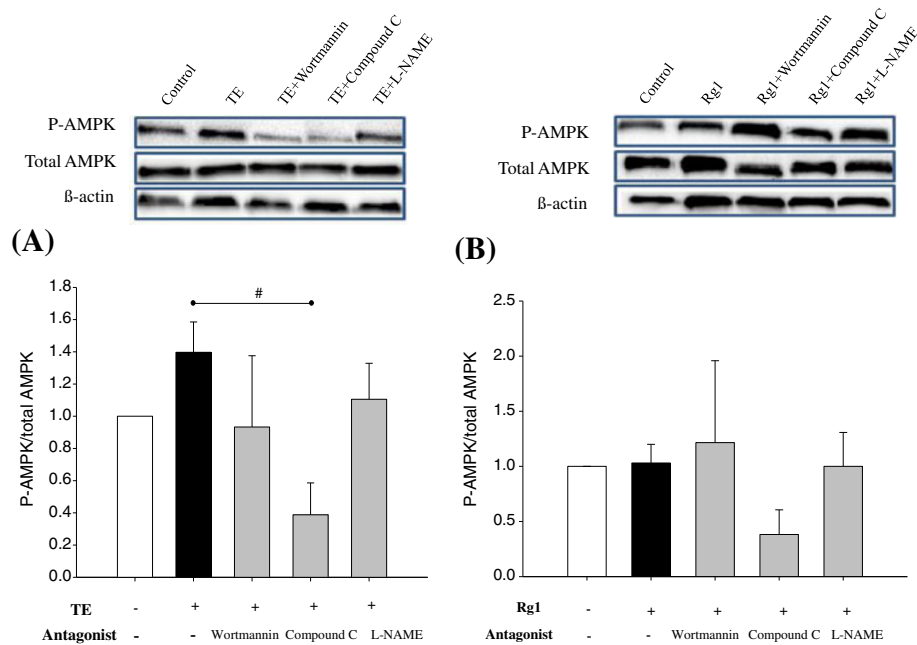 Control TE TE+Wortmannin TE+Compound C TE+L-NAME
P-AMPK
Total AMPK
ß-actin
(A)
Control Rg1 Rg1+Wortmannin Rg1+Compound C Rg1+L-NAME
P-AMPK
Total AMPK
ß-actin
(B)
P-AMPK/total AMPK
1.8
1.6
1.4
1.2
1.0
0.8
0.6
0.4
0.2
0.0
#
TE - + + + +
Antagonist - - Wortmannin Compound C L-NAME
P-AMPK/total AMPK
2.5
2.0
1.5
1.0
0.5
0.0
Rg1 - + + + +
Antagonist - - Wortmannin Compound C L-NAME